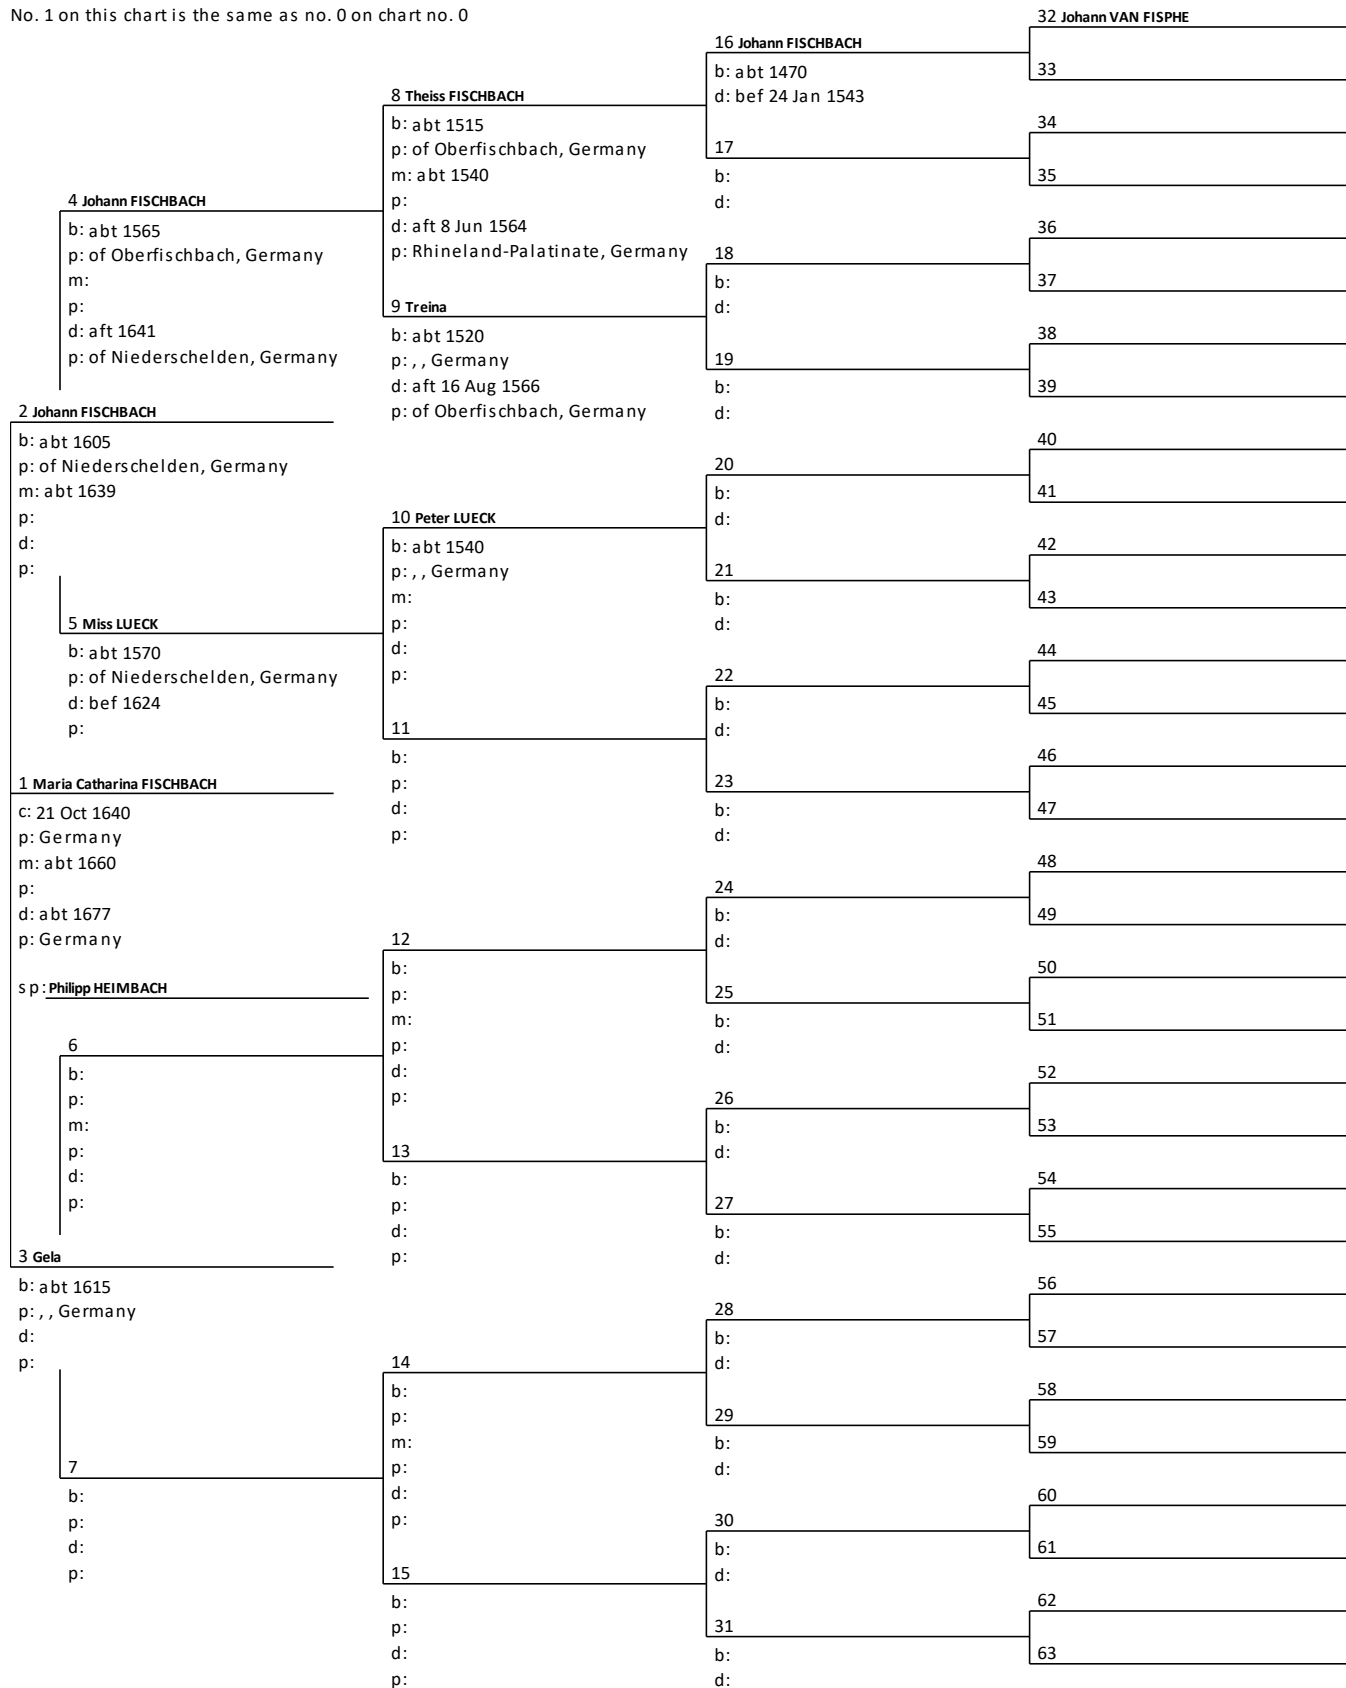 No. 1 on this chart is the same as no. 0 on chart no. 0
4 Johann FISCHBACH
b: abt 1565
p: of Oberfischbach, Germany
m:
p:
d: aft 1641
p: of Niederschelden, Germany
2 Johann FISCHBACH
b: abt 1605
p: of Niederschelden, Germany
m: abt 1639
p:
d:
p:
5 Miss LUECK
b: abt 1570
p: of Niederschelden, Germany
d: bef 1624
p:
1 Maria Catharina FISCHBACH
c: 21 Oct 1640
p: Germany
m: abt 1660
p:
d: abt 1677
p: Germany
sp: Philipp HEIMBACH
6
b:
p:
m:
p:
d:
p:
3 Gela
b: abt 1615
p: , , Germany
d:
p:
7
b:
p:
d:
p:
8 Theiss FISCHBACH
b: abt 1515
p: of Oberfischbach, Germany
m: abt 1540
p:
d: aft 8 Jun 1564
p: Rhineland-Palatinate, Germany
9 Treina
b: abt 1520
p: , , Germany
d: aft 16 Aug 1566
p: of Oberfischbach, Germany
10 Peter LUECK
b: abt 1540
p: , , Germany
m:
p:
d:
p:
11
b:
p:
d:
p:
12
b:
p:
m:
p:
d:
p:
13
b:
p:
d:
p:
14
b:
p:
m:
p:
d:
p:
15
b:
p:
d:
p:
16 Johann FISCHBACH
b: abt 1470
d: bef 24 Jan 1543
17
b:
d:
18
b:
d:
19
b:
d:
20
b:
d:
21
b:
d:
22
b:
d:
23
b:
d:
24
b:
d:
25
b:
d:
26
b:
d:
27
b:
d:
28
b:
d:
29
b:
d:
30
b:
d:
31
b:
d:
32 Johann VAN FISPHE
33
34
35
36
37
38
39
40
41
42
43
44
45
46
47
48
49
50
51
52
53
54
55
56
57
58
59
60
61
62
63